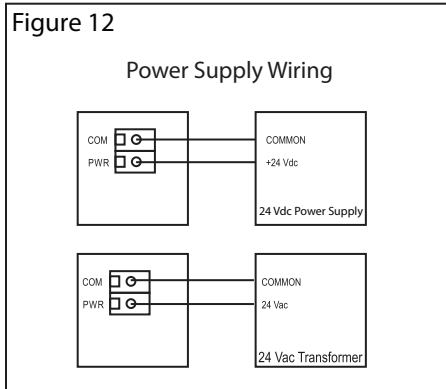 Figure 12
Power Supply Wiring
COM
COMMON
PWR
+24 Vdc
24 Vdc Power Supply
COM
COMMON
PWR
24 Vac
24 Vac Transformer